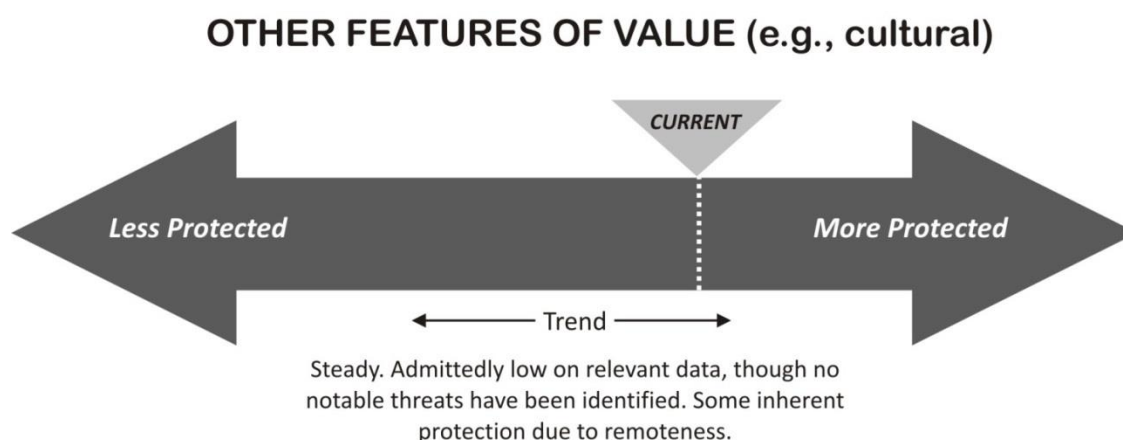 OTHER FEATURES OF VALUE (e.g., cultural)
CURRENT
Less Protected
More Protected
Trend
Steady. Admittedly low on relevant data, though no
notable threats have been identified. Some inherent
protection due to remoteness.